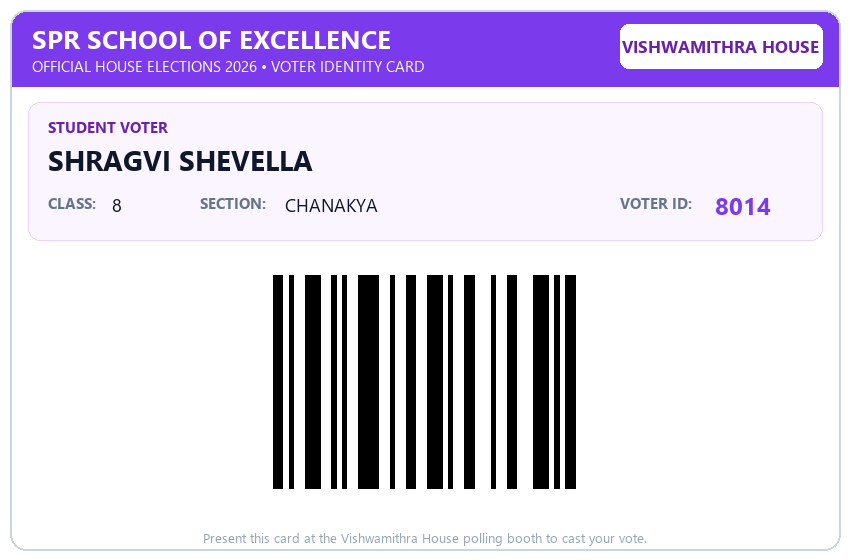 SPR SCHOOL OF EXCELLENCE
OFFICIAL HOUSE ELECTIONS 2026 • VOTER IDENTITY CARD
VISHWAMITHRA HOUSE
STUDENT VOTER
SHRAGVI SHEVELLA
CLASS: 8 SECTION: CHANAKYA VOTER ID: 8014
Present this card at the Vishwamithra House polling booth to cast your vote.